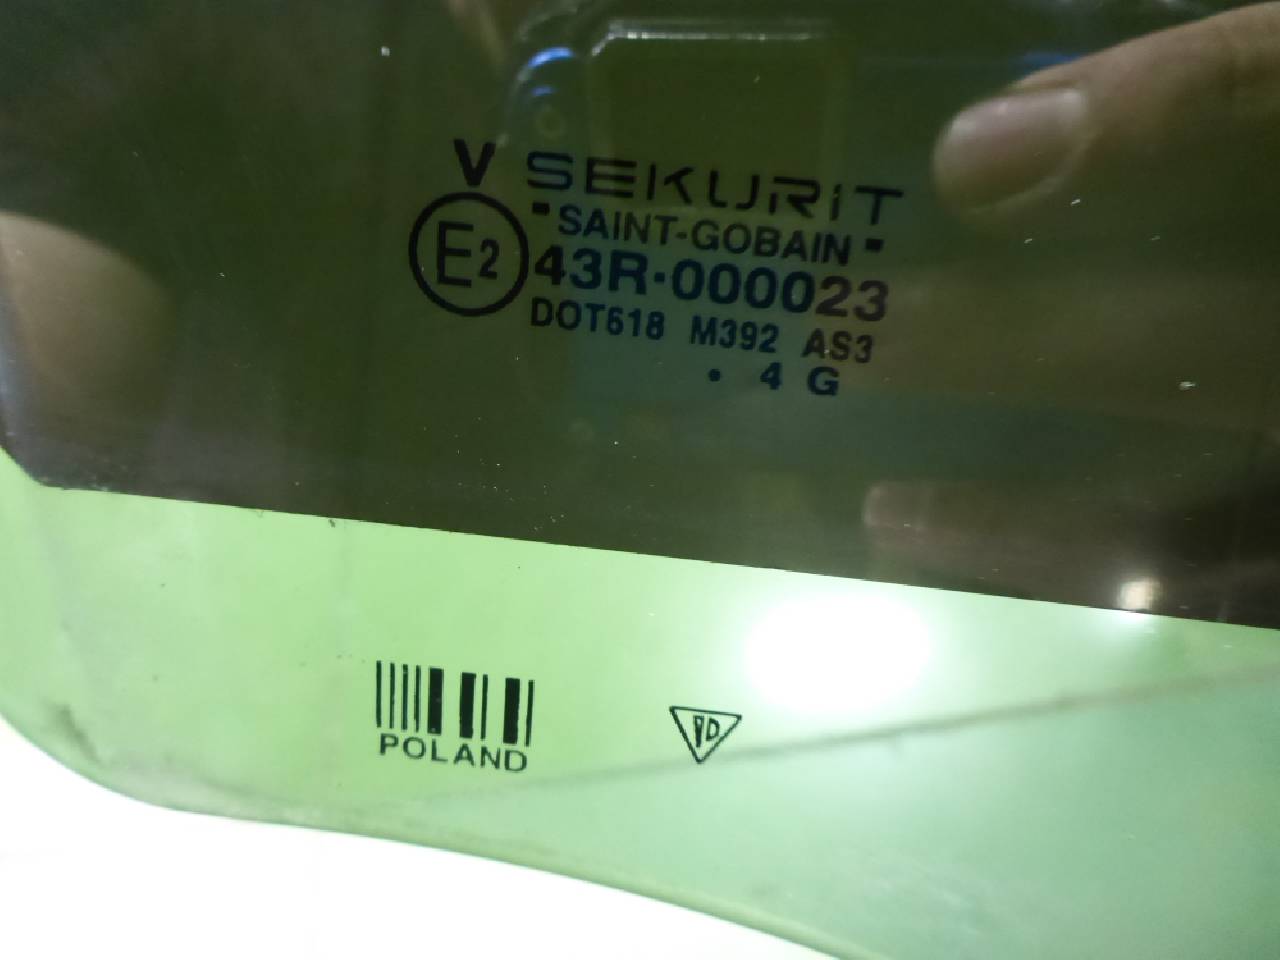 V SEKURIT
"SAINT-GOBAIN"
E2 43R-000023
DOT618 M392 AS3
. 4 G
POLAND
D